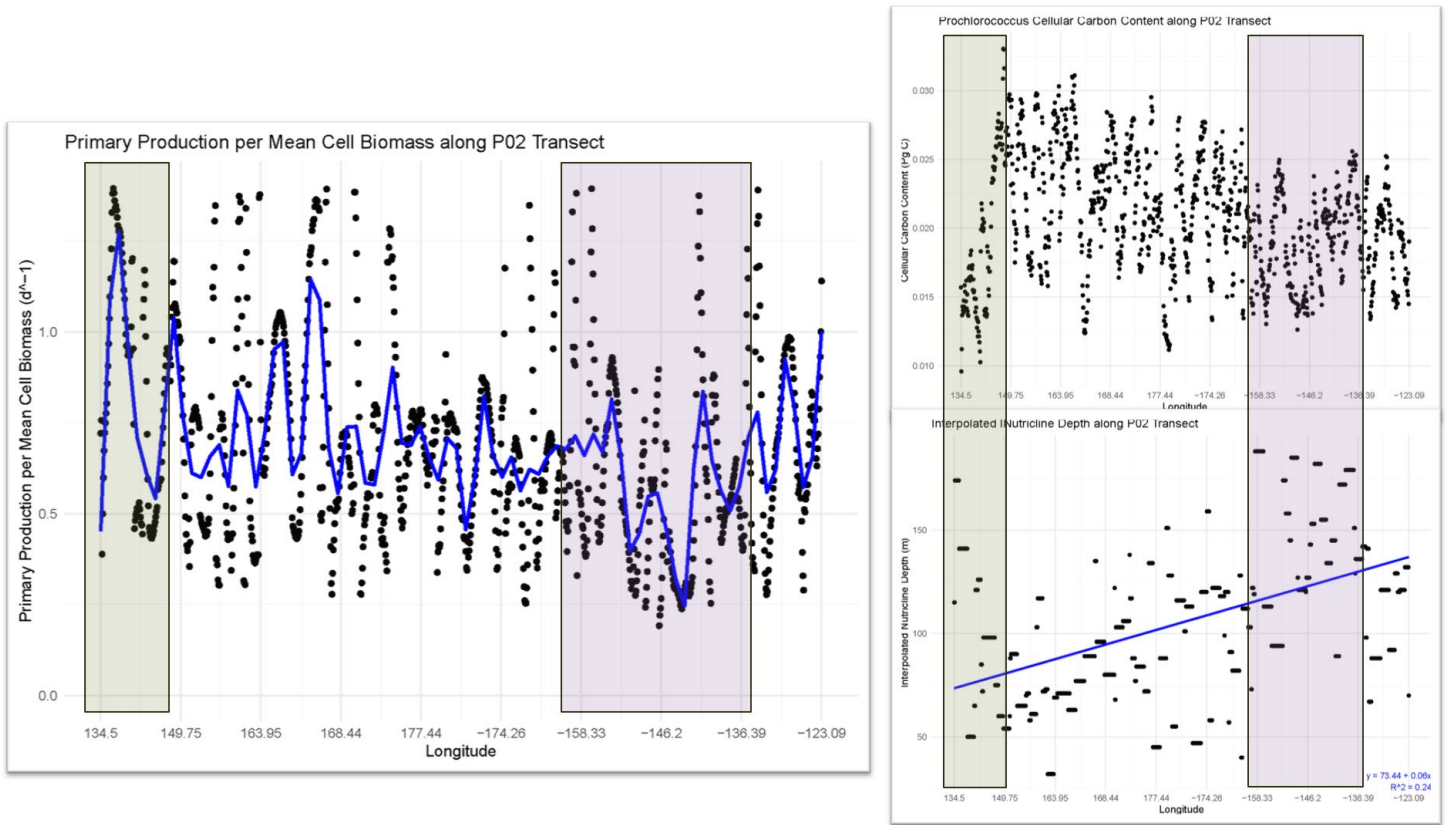 Primary Production per Mean Cell Biomass along P02 Transect
Primary Production per Mean Cell Biomass (d^−1)
1.0
0.5
0.0
134.5 149.75 163.95 168.44 177.44 −174.26 −158.33 −146.2 −136.39 −123.09
Longitude
Prochlorococcus Cellular Carbon Content along P02 Transect
Cellular Carbon Content (Pg C)
0.030
0.025
0.020
0.015
0.010
134.5 149.75 163.95 168.44 177.44 −174.26 −158.33 −146.2 −136.39 −123.09
Longitude
Interpolated Nutricline Depth along P02 Transect
Interpolated Nutricline Depth (m)
150
100
50
y = 73.44 + 0.06x
R^2 = 0.24
134.5 149.75 163.95 168.44 177.44 −174.26 −158.33 −146.2 −136.39 −123.09
Longitude